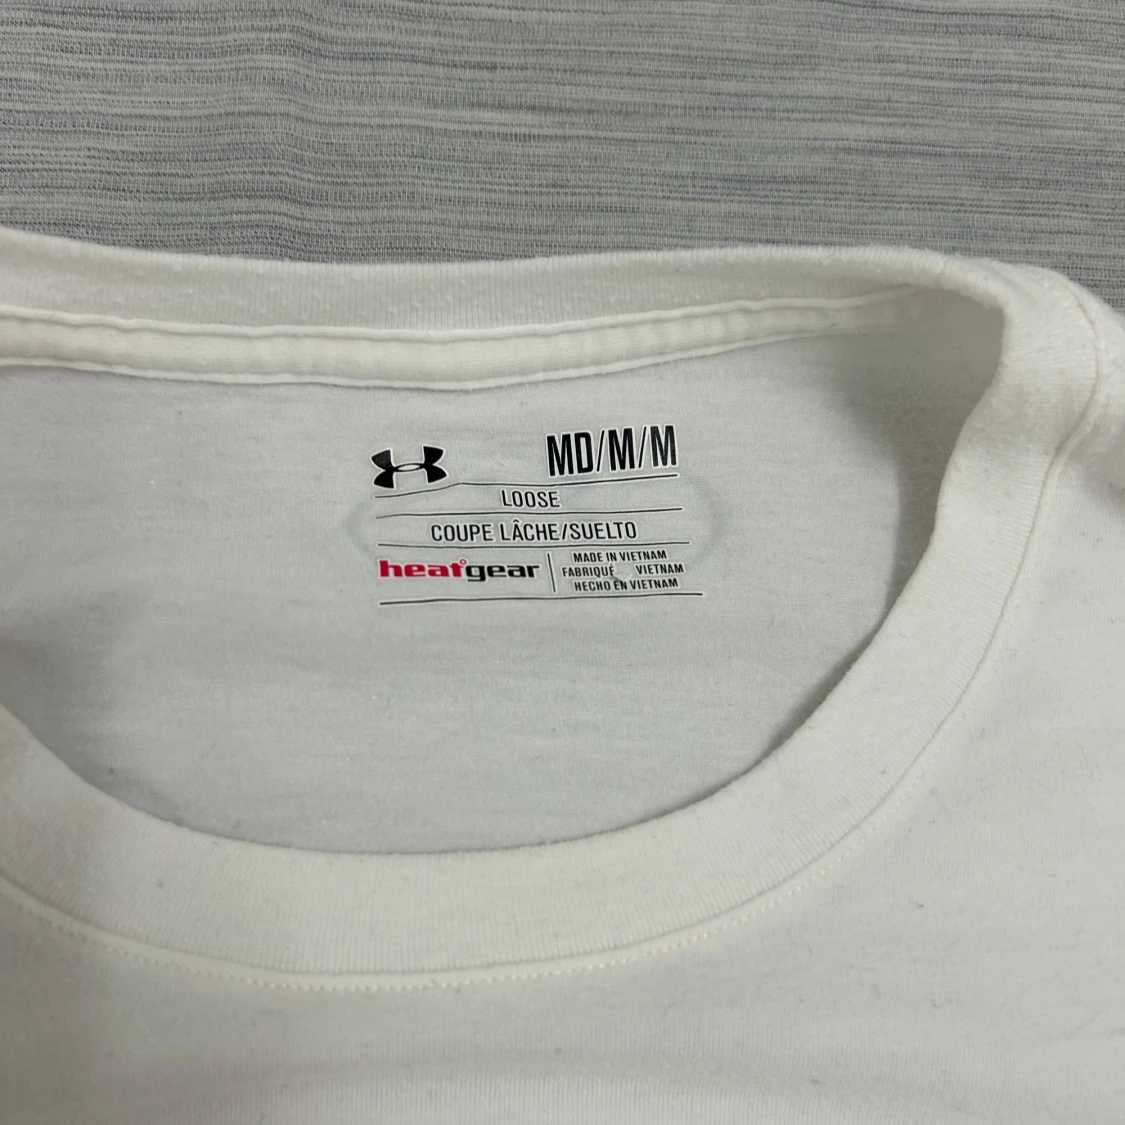 MD/M/M
LOOSE
COUPE LÂCHE/SUELTO
heatgear
MADE IN VIETNAM
FABRIQUÉ VIETNAM
HECHO EN VIETNAM